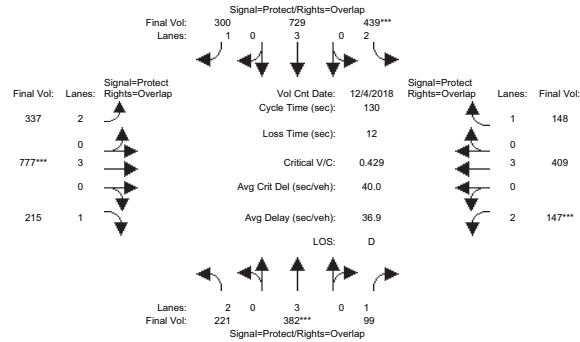 Signal=Protect/Rights=Overlap
Final Vol: 300 729 439***
Lanes: 1 0 3 0 2
Signal=Protect
Final Vol: Lanes: Rights=Overlap
Vol Cnt Date: 12/4/2018
Signal=Protect
Rights=Overlap Lanes: Final Vol:
Cycle Time (sec): 130
337 2
1 148
Loss Time (sec): 12
0
0
777*** 3
Critical V/C: 0.429
3 409
0
Avg Crit Del (sec/veh): 40.0
0
215 1
Avg Delay (sec/veh): 36.9
2 147***
LOS: D
Lanes: 2 0 3 0 1
Final Vol: 221 382*** 99
Signal=Protect/Rights=Overlap